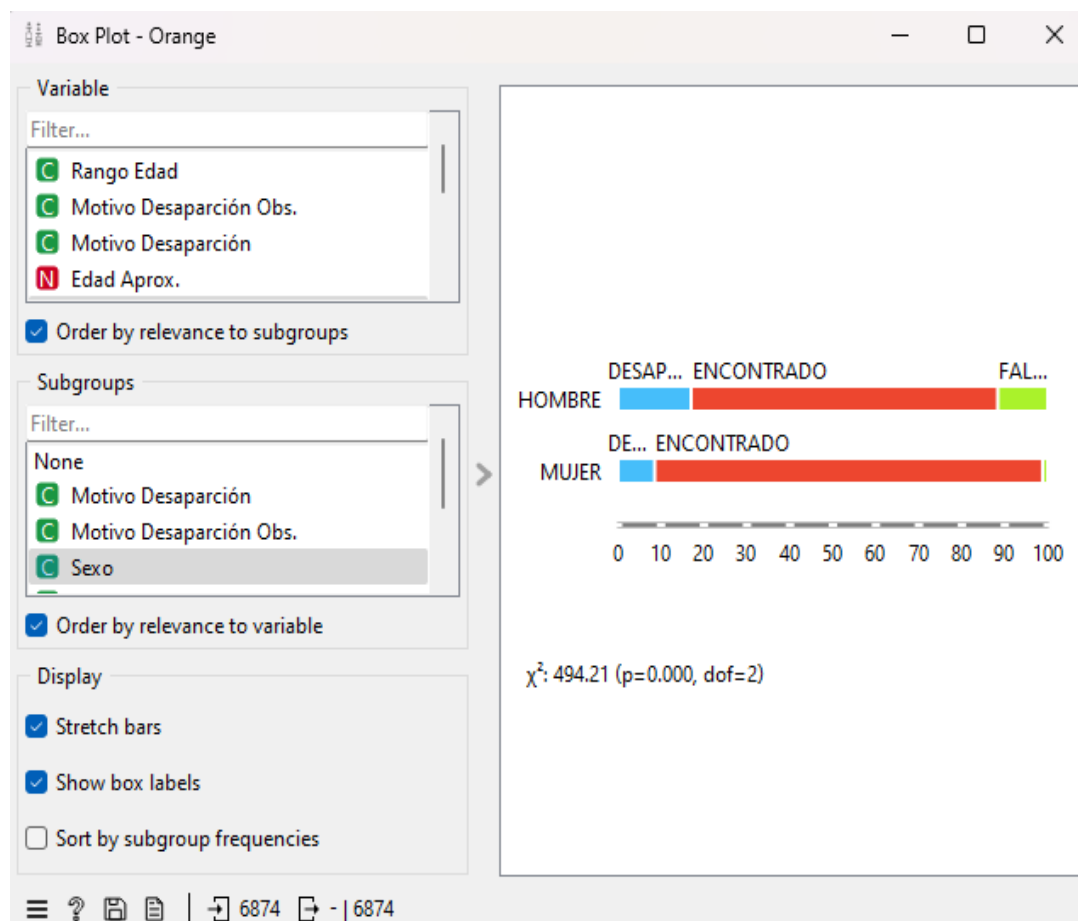 Box Plot - Orange
Variable
Filter...
C Rango Edad
C Motivo Desaparción Obs.
C Motivo Desaparción
N Edad Aprox.
Order by relevance to subgroups
Subgroups
Filter...
None
C Motivo Desaparción
C Motivo Desaparción Obs.
C Sexo
Order by relevance to variable
Display
Stretch bars
Show box labels
Sort by subgroup frequencies
? 6874 - | 6874
DESAP... ENCONTRADO FAL...
HOMBRE
DE... ENCONTRADO
MUJER
0 10 20 30 40 50 60 70 80 90 100
χ²: 494.21 (p=0.000, dof=2)